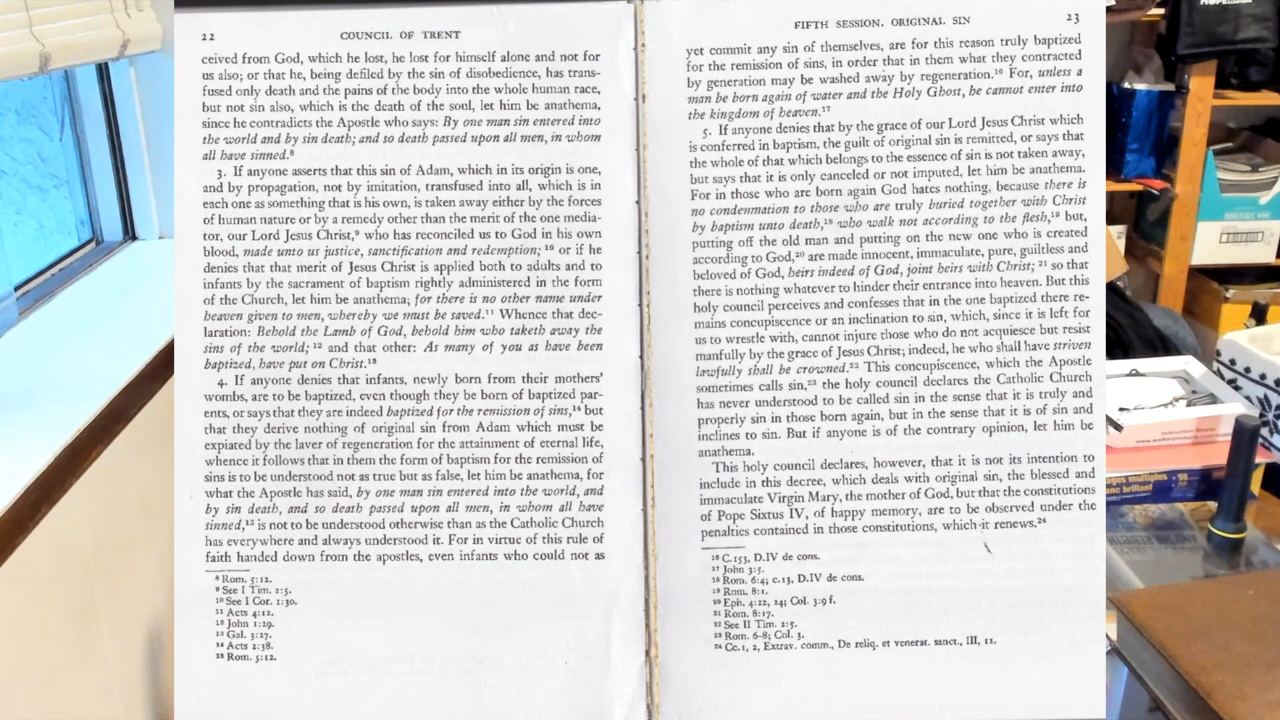 22 COUNCIL OF TRENT
ceived from God, which he lost, he lost for himself alone and not for
us also; or that he, being defiled by the sin of disobedience, has trans-
fused only death and the pains of the body into the whole human race,
but not sin also, which is the death of the soul, let him be anathema,
since he contradicts the Apostle who says: By one man sin entered into
the world and by sin death; and so death passed upon all men, in whom
all have sinned.⁸
3. If anyone asserts that this sin of Adam, which in its origin is one,
and by propagation, not by imitation, transfused into all, which is in
each one as something that is his own, is taken away either by the forces
of human nature or by a remedy other than the merit of the one media-
tor, our Lord Jesus Christ,⁹ who has reconciled us to God in his own
blood, made unto us justice, sanctification and redemption;¹⁰ or if he
denies that that merit of Jesus Christ is applied both to adults and to
infants by the sacrament of baptism rightly administered in the form
of the Church, let him be anathema; for there is no other name under
heaven given to men, whereby we must be saved.¹¹ Whence that dec-
laration: Behold the Lamb of God, behold him who taketh away the
sins of the world;¹² and that other: As many of you as have been
baptized, have put on Christ.¹³
4. If anyone denies that infants, newly born from their mothers'
wombs, are to be baptized, even though they be born of baptized par-
ents, or says that they are indeed baptized for the remission of sins,¹⁴ but
that they derive nothing of original sin from Adam which must be
expiated by the laver of regeneration for the attainment of eternal life,
whence it follows that in them the form of baptism for the remission of
sins is to be understood not as true but as false, let him be anathema, for
what the Apostle has said, by one man sin entered into the world, and
by sin death, and so death passed upon all men, in whom all have
sinned,¹⁵ is not to be understood otherwise than as the Catholic Church
has everywhere and always understood it. For in virtue of this rule of
faith handed down from the apostles, even infants who could not as
⁸ Rom. 5:12.
⁹ See I Tim. 2:5.
¹⁰ See I Cor. 1:30.
¹¹ Acts 4:12.
¹² John 1:29.
¹³ Gal. 3:27.
¹⁴ Acts 2:38.
¹⁵ Rom. 5:12.
FIFTH SESSION. ORIGINAL SIN 23
yet commit any sin of themselves, are for this reason truly baptized
for the remission of sins, in order that in them what they contracted
by generation may be washed away by regeneration.¹⁶ For, unless a
man be born again of water and the Holy Ghost, he cannot enter into
the kingdom of heaven.¹⁷
5. If anyone denies that by the grace of our Lord Jesus Christ which
is conferred in baptism, the guilt of original sin is remitted, or says that
the whole of that which belongs to the essence of sin is not taken away,
but says that it is only canceled or not imputed, let him be anathema.
For in those who are born again God hates nothing, because there is
no condemnation to those who are truly buried together with Christ
by baptism unto death,¹⁸ who walk not according to the flesh,¹⁹ but,
putting off the old man and putting on the new one who is created
according to God,²⁰ are made innocent, immaculate, pure, guiltless and
beloved of God, heirs indeed of God, joint heirs with Christ;²¹ so that
there is nothing whatever to hinder their entrance into heaven. But this
holy council perceives and confesses that in the one baptized there re-
mains concupiscence or an inclination to sin, which, since it is left for
us to wrestle with, cannot injure those who do not acquiesce but resist
manfully by the grace of Jesus Christ; indeed, he who shall have striven
lawfully shall be crowned.²² This concupiscence, which the Apostle
sometimes calls sin,²³ the holy council declares the Catholic Church
has never understood to be called sin in the sense that it is truly and
properly sin in those born again, but in the sense that it is of sin and
inclines to sin. But if anyone is of the contrary opinion, let him be
anathema.
This holy council declares, however, that it is not its intention to
include in this decree, which deals with original sin, the blessed and
immaculate Virgin Mary, the mother of God, but that the constitutions
of Pope Sixtus IV, of happy memory, are to be observed under the
penalties contained in those constitutions, which it renews.²⁴
¹⁶ C.153, D.IV de cons.
¹⁷ John 3:5.
¹⁸ Rom. 6:4; c.13, D.IV de cons.
¹⁹ Rom. 8:1.
²⁰ Eph. 4:22, 24; Col. 3:9 f.
²¹ Rom. 8:17.
²² See II Tim. 2:5.
²³ Rom. 6-8; Col. 3.
²⁴ Cc. 1, 2, Extrav. comm., De reliq. et venerat. sanct., III, 12.
multiples 98
brillant